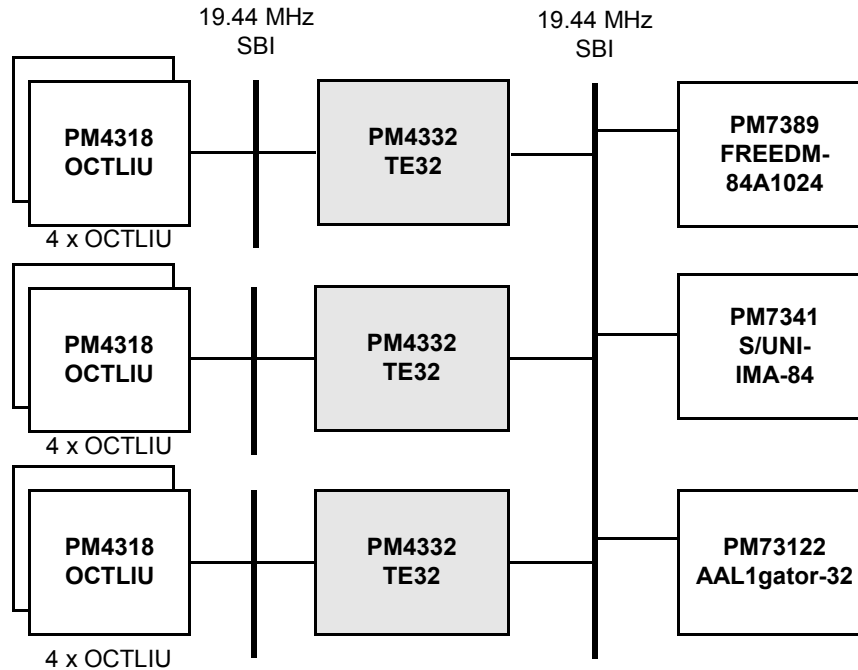 19.44 MHz
SBI
19.44 MHz
SBI
PM4318
OCTLIU
4 x OCTLIU
PM4332
TE32
PM7389
FREEDM-
84A1024
PM4318
OCTLIU
4 x OCTLIU
PM4332
TE32
PM7341
S/UNI-
IMA-84
PM4318
OCTLIU
4 x OCTLIU
PM4332
TE32
PM73122
AAL1gator-32